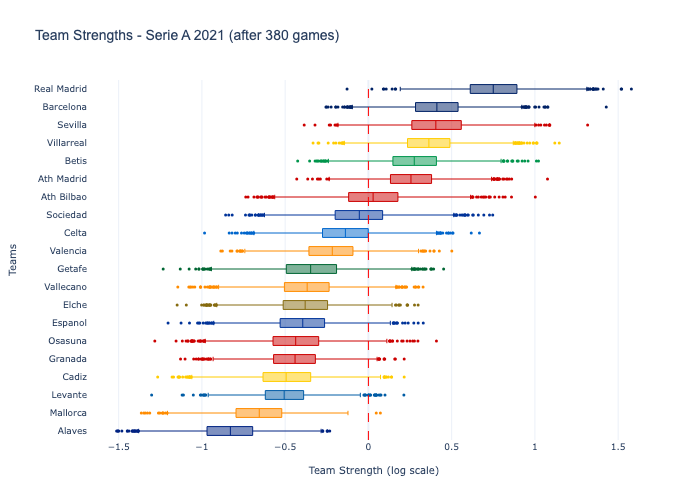 Team Strengths - Serie A 2021 (after 380 games)
Real Madrid
Barcelona
Sevilla
Villarreal
Betis
Ath Madrid
Ath Bilbao
Sociedad
Celta
Valencia
Getafe
Vallecano
Elche
Espanol
Osasuna
Granada
Cadiz
Levante
Mallorca
Alaves
Teams
−1.5 −1 −0.5 0 0.5 1 1.5
Team Strength (log scale)